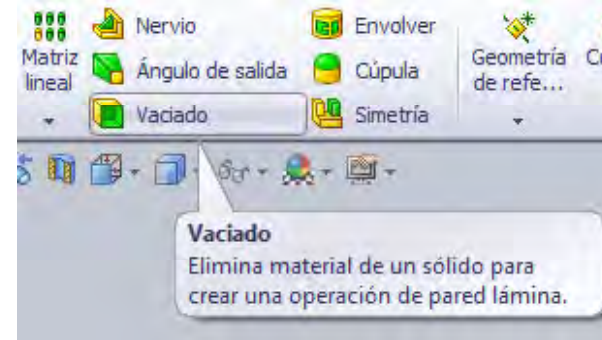 Matriz
lineal
Nervio
Ángulo de salida
Vaciado
Envolver
Cúpula
Simetría
Geometría
de refe...
Vaciado
Elimina material de un sólido para
crear una operación de pared lámina.